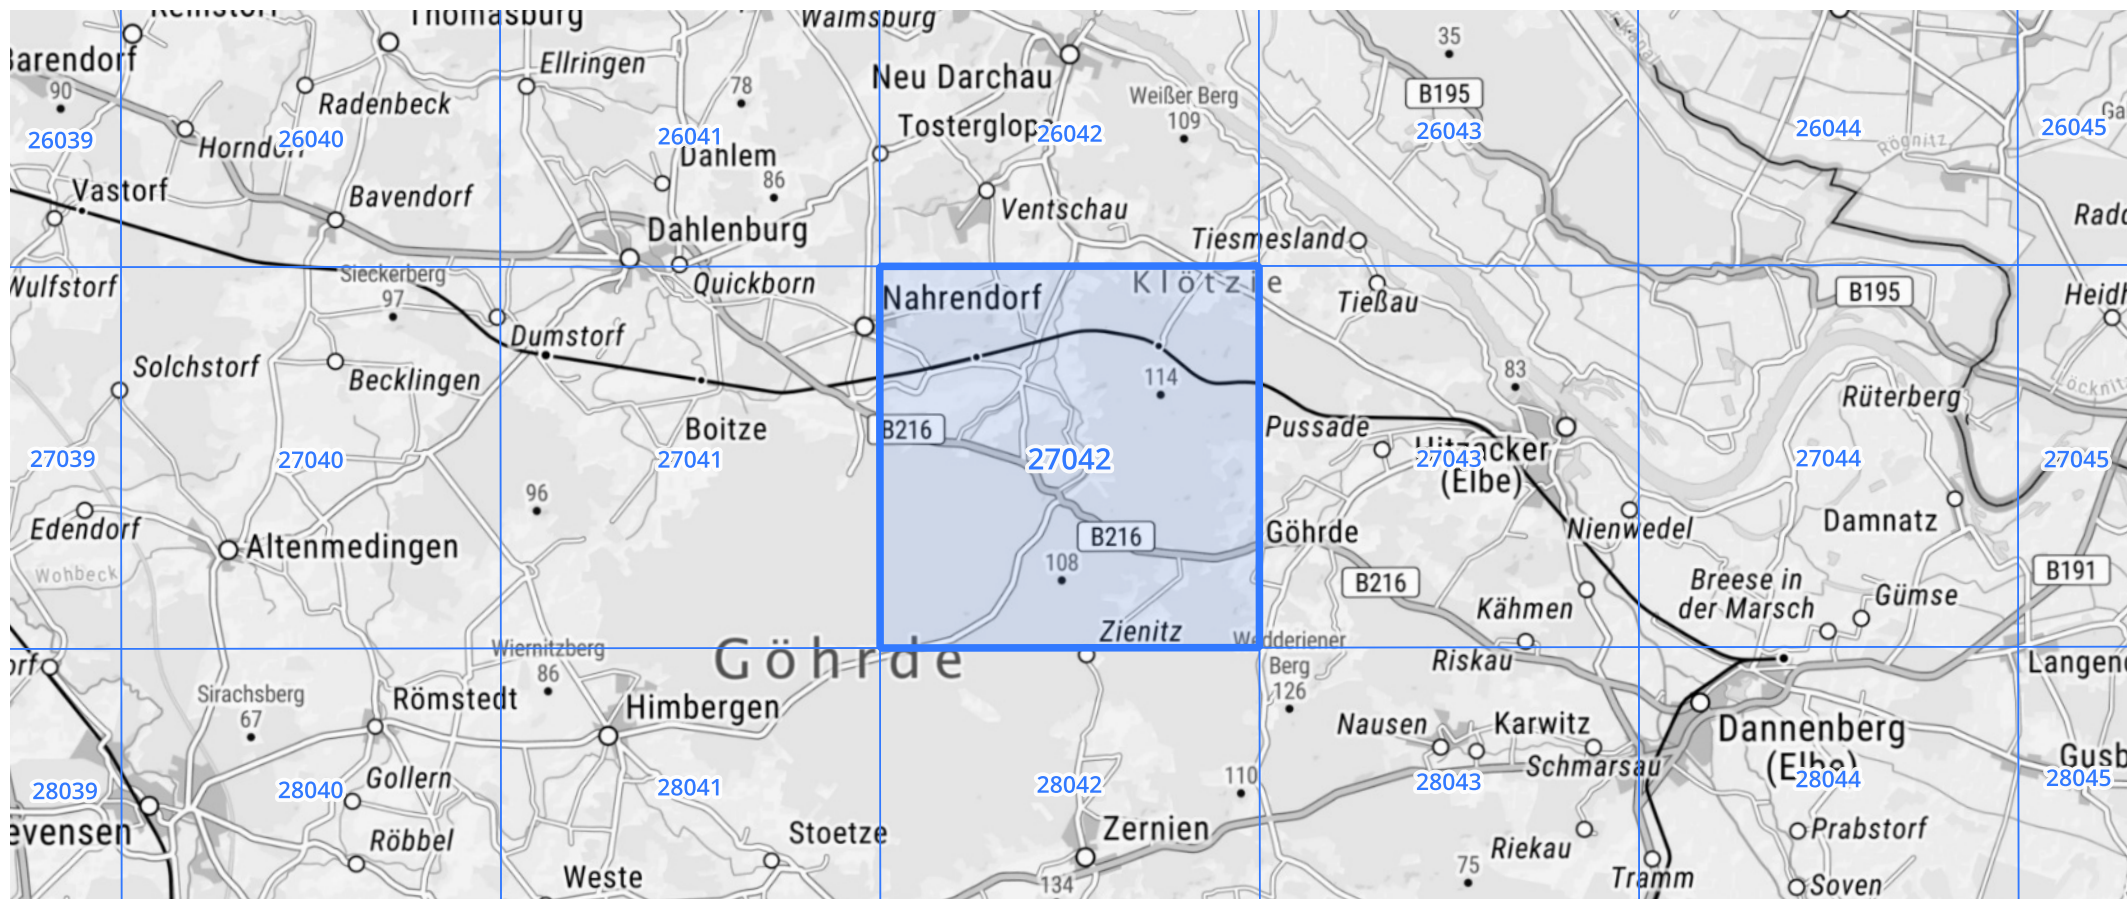 Thomasburg
Walmsburg
Barendorf
90
Ellringen
Neu Darchau
35
B195
Radenbeck
78
Weißer Berg
109
26039
Horndorf
26040
26041
Dahlem
Tosterglope
26042
26043
26044
Rögnitz
26045
Vastorf
Bavendorf
86
Ventschau
Dahlenburg
Tiesmesland
Wulfstorf
Sieckerberg
97
Quickborn
Nahrendorf
Klötzie
Tießau
B195
Dumstorf
Solchstorf
Becklingen
114
83
Rüterberg
Löcknitz
Boitze
B216
Pussade
Hitzacker
(Elbe)
27039
27040
27041
27042
27043
27044
27045
96
Edendorf
Altenmedingen
Wohbeck
B216
Göhrde
Nienwedel
Damnatz
108
B216
B191
Breese in
der Marsch
Gümse
Kähmen
Zienitz
Wedderiener
Berg
126
Wiernitzberg
86
Göhrde
Riskau
Sirachsberg
67
Römstedt
Himbergen
Nausen
Karwitz
Dannenberg
(Elbe)
Schmarsau
28039
28040
Gollern
28041
28042
110
28043
28044
28045
Röbbel
Stoetze
Zernien
Riekau
Prabstorf
Weste
134
75
Tramm
Soven